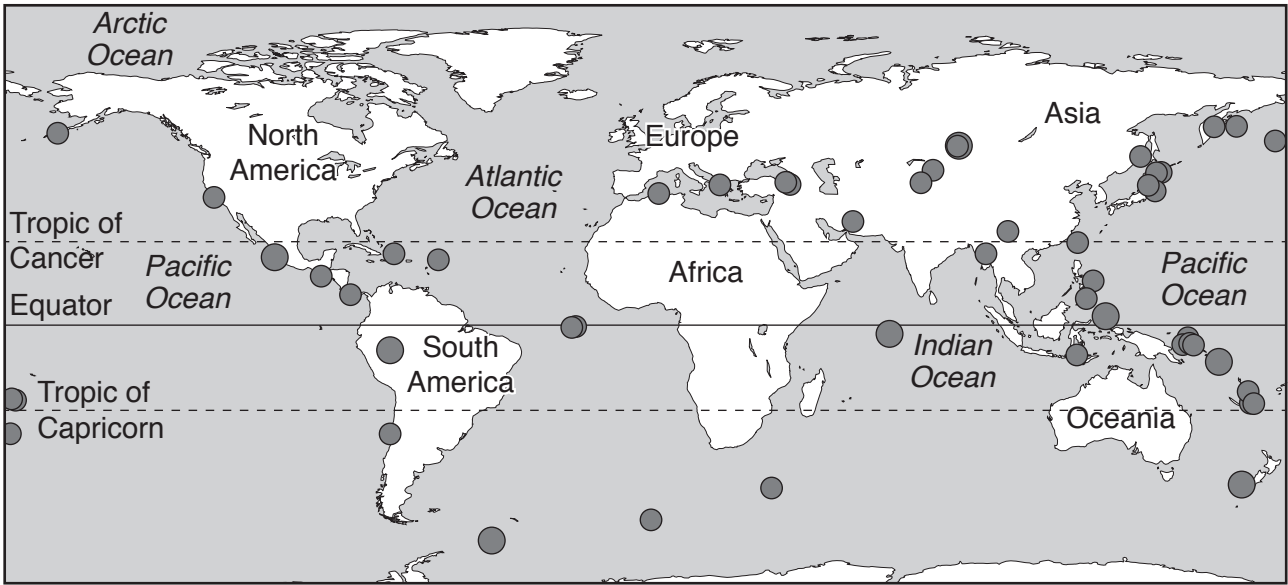 Arctic
Ocean
North
America
Europe
Asia
Atlantic
Ocean
Tropic of
Cancer
Pacific
Ocean
Africa
Pacific
Ocean
Equator
South
America
Indian
Ocean
Tropic of
Capricorn
Oceania